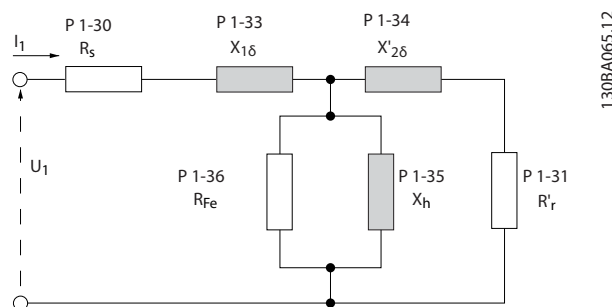 P 1-30
P 1-33
P 1-34
I1
Rs
X1δ
X'2δ
U1
P 1-36
RFe
P 1-35
Xh
P 1-31
R'r
130BA065.12